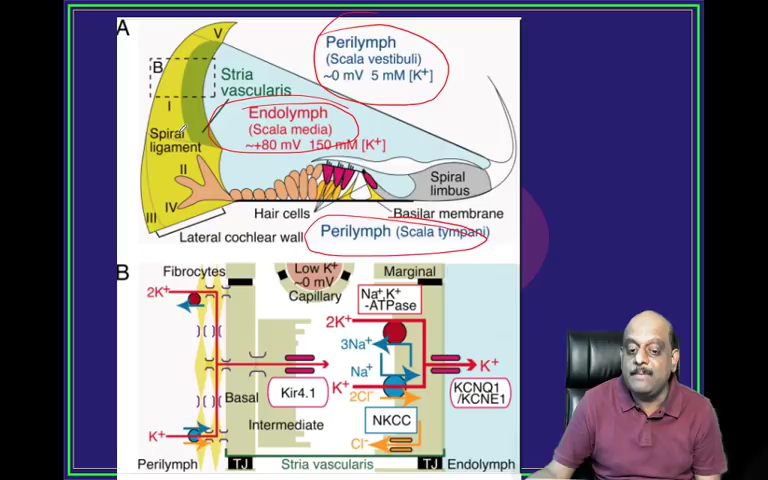 A
V
Perilymph
(Scala vestibuli)
~0 mV 5 mM [K+]
B
Stria
vascularis
I
Endolymph
(Scala media)
~+80 mV 150 mM [K+]
Spiral
ligament
II
Spiral
limbus
IV
III
Hair cells
Basilar membrane
Lateral cochlear wall
Perilymph (Scala tympani)
B
Fibrocytes
Low K+
~0 mV
Capillary
Marginal
2K+
Na+,K+
-ATPase
2K+
3Na+
Na+
K+
K+
Kir4.1
2Cl-
KCNQ1
/KCNE1
Basal
NKCC
Intermediate
K+
Cl-
Perilymph
TJ
Stria vascularis
TJ
Endolymph